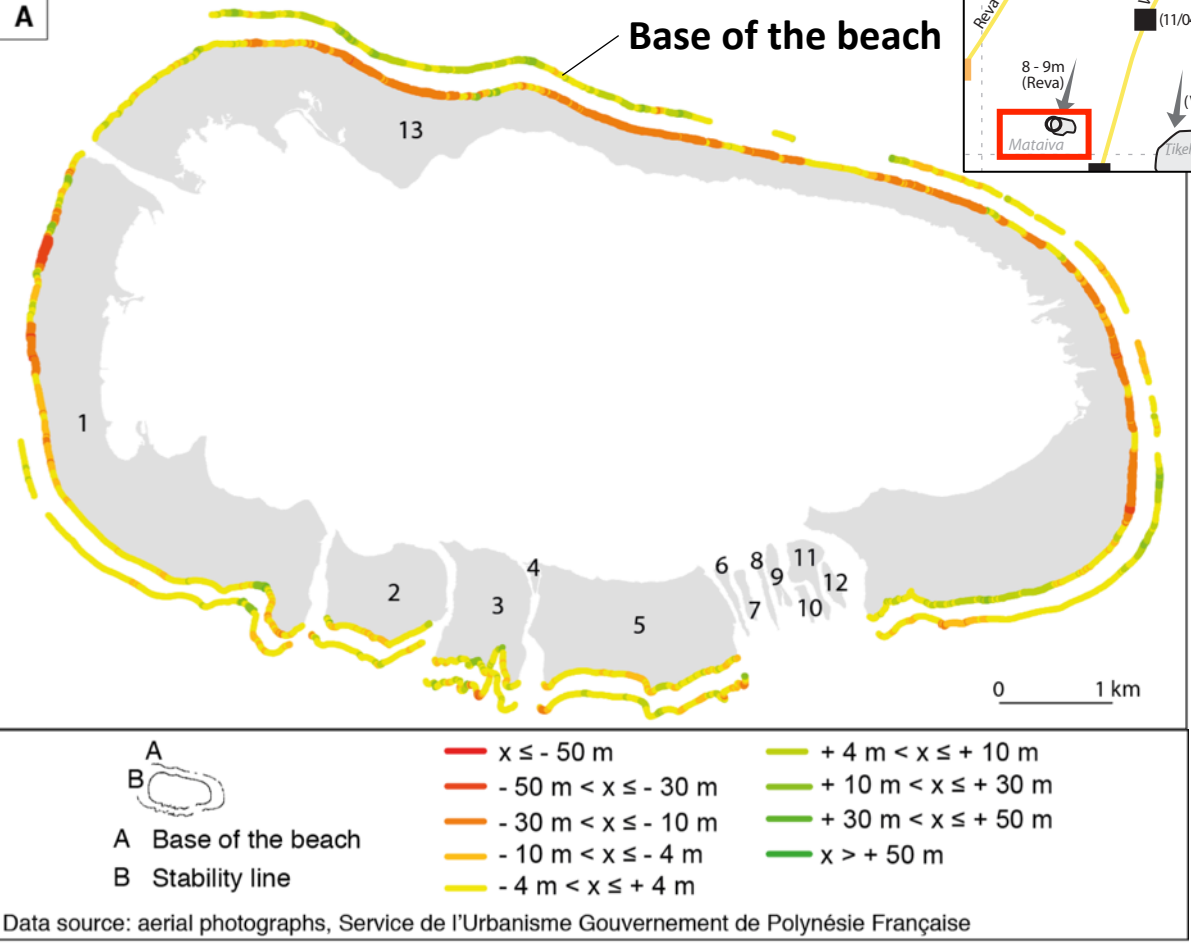 A
Base of the beach
Reva
(11/0
8 - 9m
(Reva)
Mataiva
Tikel
13
1
2
3
4
5
6
7
8
9
10
11
12
0 1 km
A
B
A Base of the beach
B Stability line
x ≤ - 50 m
- 50 m < x ≤ - 30 m
- 30 m < x ≤ - 10 m
- 10 m < x ≤ - 4 m
- 4 m < x ≤ + 4 m
+ 4 m < x ≤ + 10 m
+ 10 m < x ≤ + 30 m
+ 30 m < x ≤ + 50 m
x > + 50 m
Data source: aerial photographs, Service de l'Urbanisme Gouvernement de Polynésie Française